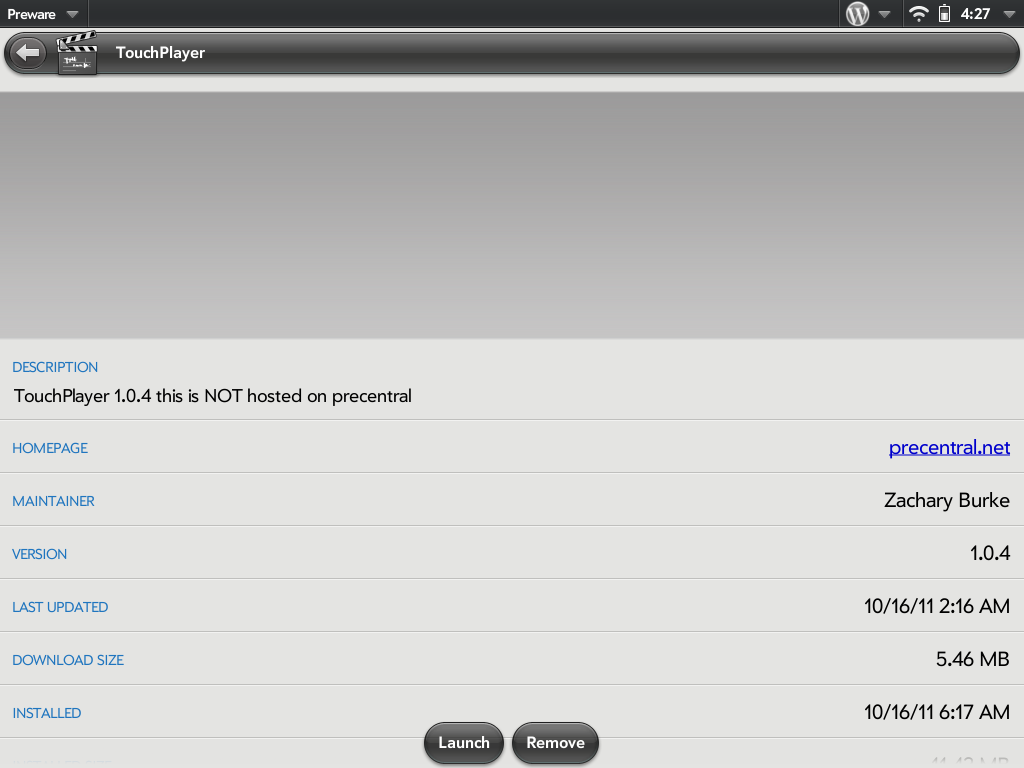 Preware
4:27
TouchPlayer
DESCRIPTION
TouchPlayer 1.0.4 this is NOT hosted on precentral
HOMEPAGE
precentral.net
MAINTAINER
Zachary Burke
VERSION
1.0.4
LAST UPDATED
10/16/11 2:16 AM
DOWNLOAD SIZE
5.46 MB
INSTALLED
10/16/11 6:17 AM
Launch
Remove